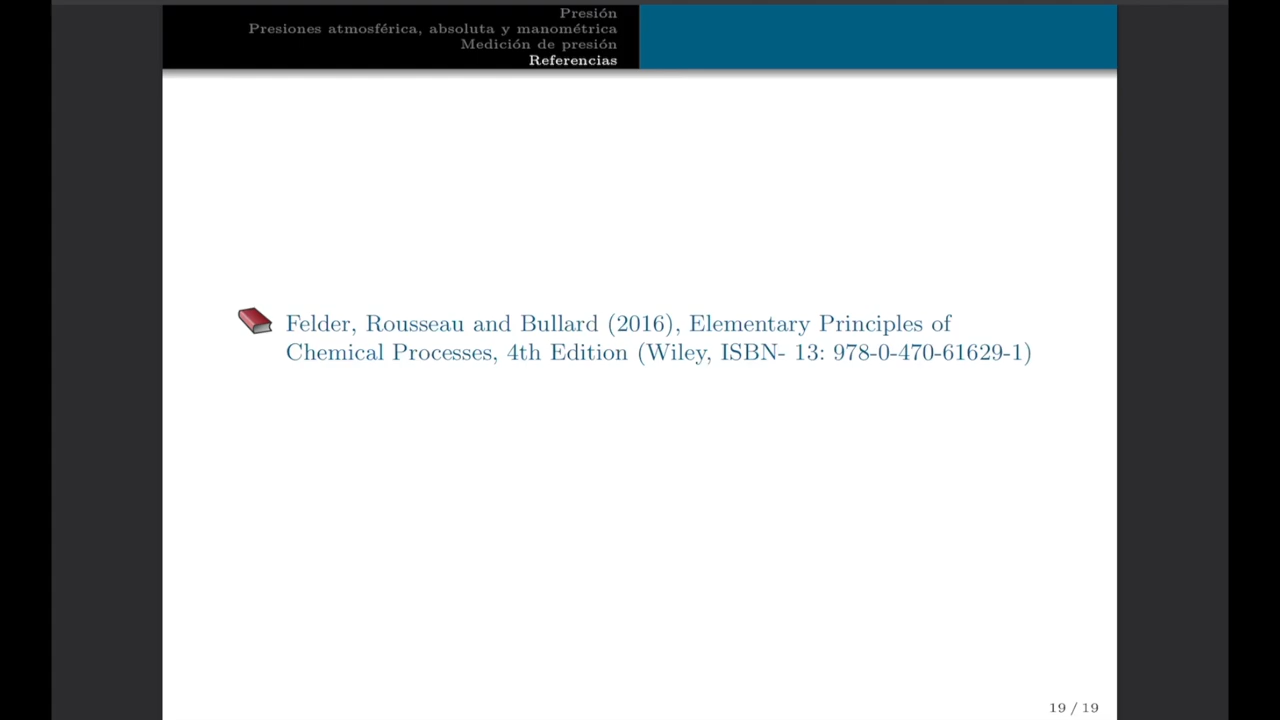 Presión
Presiones atmosférica, absoluta y manométrica
Medición de presión
Referencias
Felder, Rousseau and Bullard (2016), Elementary Principles of
Chemical Processes, 4th Edition (Wiley, ISBN- 13: 978-0-470-61629-1)
19 / 19